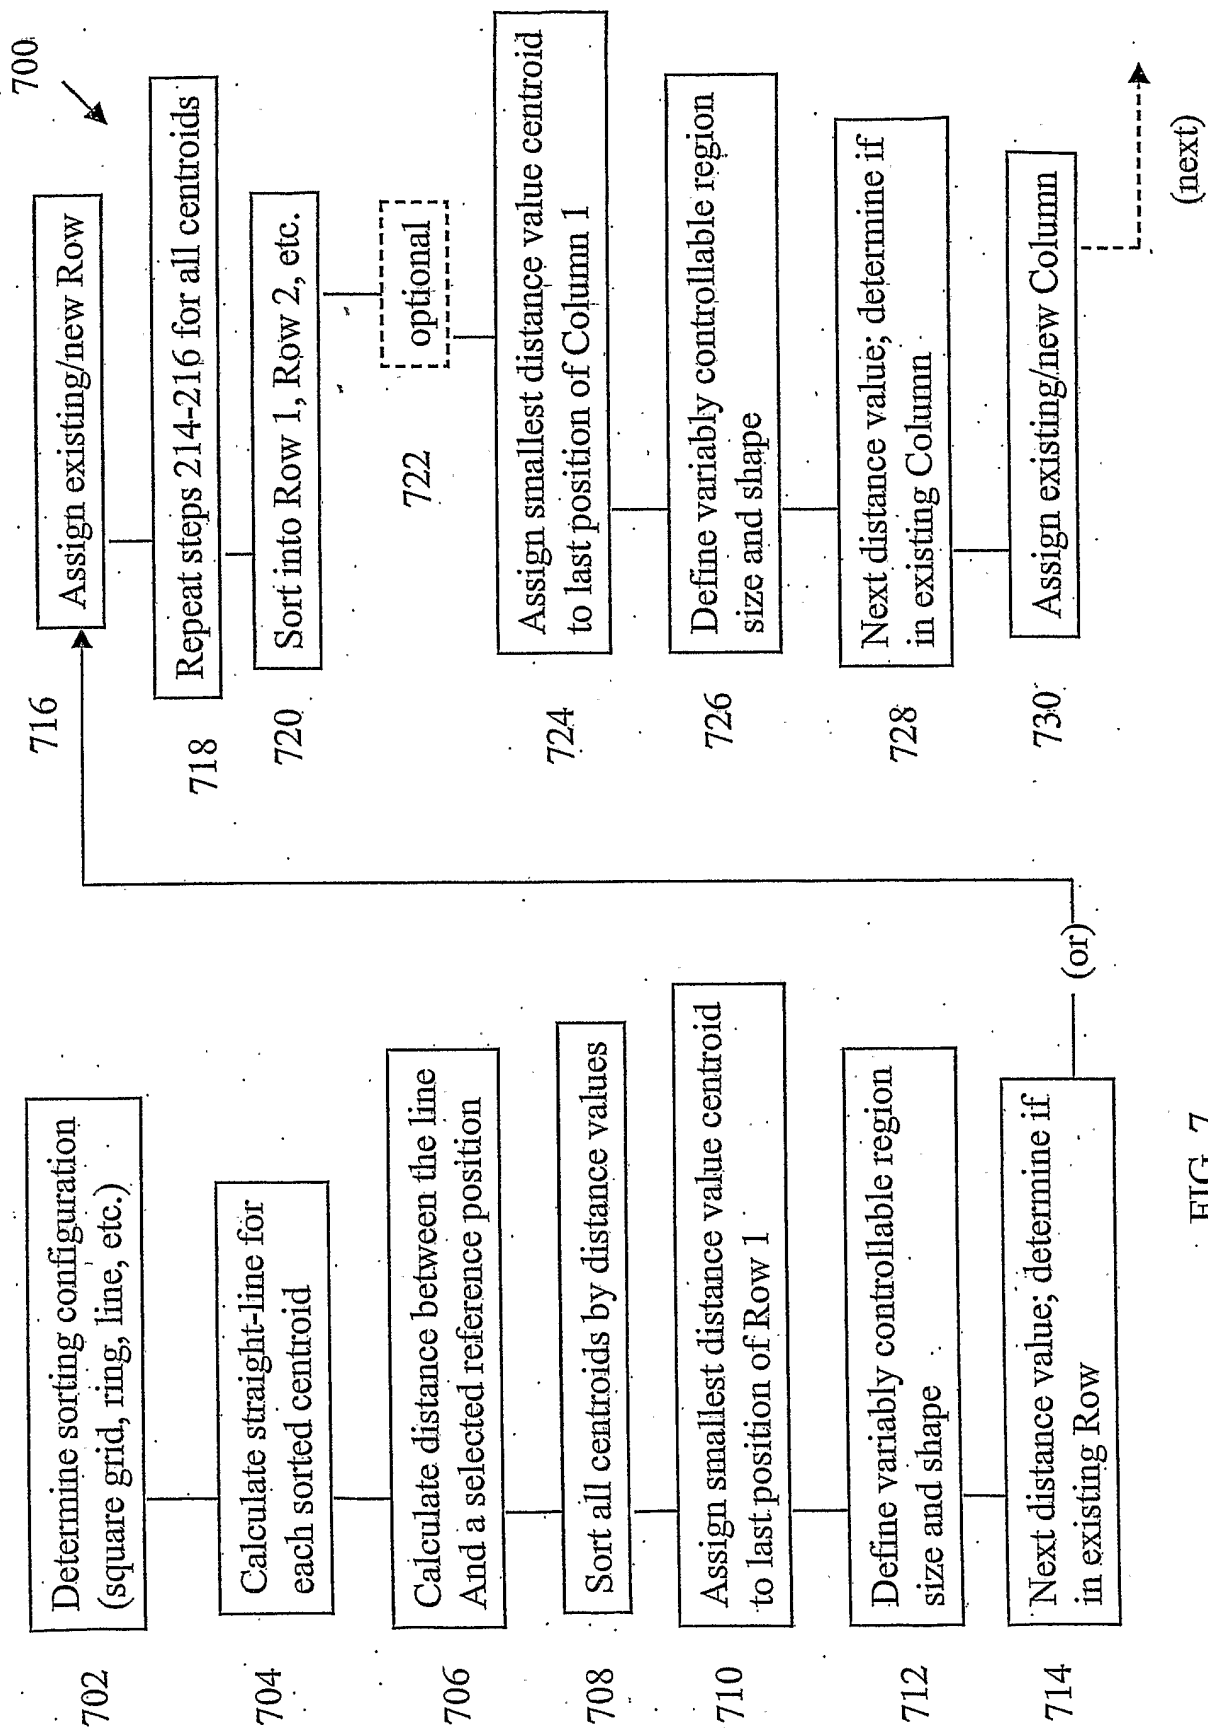 700
702
Determine sorting configuration
(square grid, ring, line, etc.)
704
Calculate straight-line for
each sorted centroid
706
Calculate distance between the line
And a selected reference position
708
Sort all centroids by distance values
710
Assign smallest distance value centroid
to last position of Row 1
712
Define variably controllable region
size and shape
714
Next distance value; determine if
in existing Row
(or)
716
Assign existing/new Row
718
Repeat steps 214-216 for all centroids
720
Sort into Row 1, Row 2, etc.
722
optional
724
Assign smallest distance value centroid
to last position of Column 1
726
Define variably controllable region
size and shape
728
Next distance value; determine if
in existing Column
730
Assign existing/new Column
(next)
FIG. 7